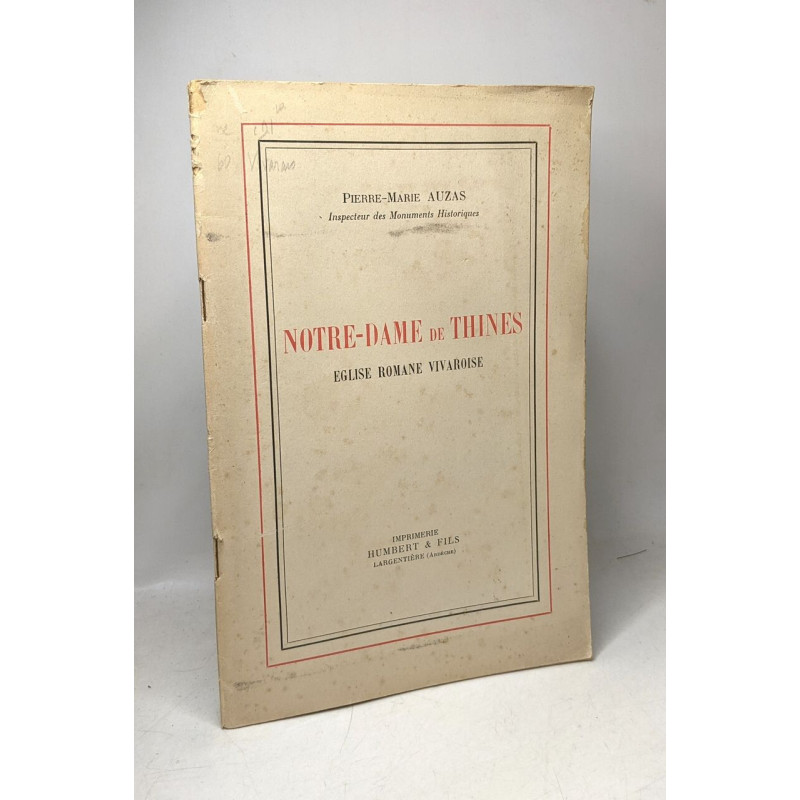 Vivarais
PIERRE-MARIE AUZAS
Inspecteur des Monuments Historiques
NOTRE-DAME DE THINES
EGLISE ROMANE VIVAROISE
IMPRIMERIE
HUMBERT & FILS
LARGENTIÈRE (ARDÈCHE)